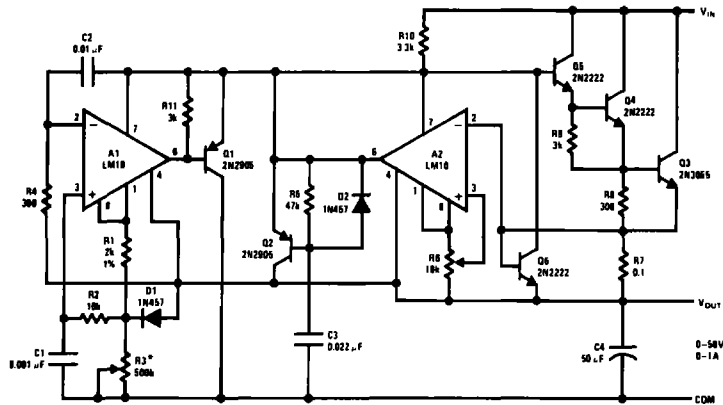 C2
0.01 μF
R10
3.3k
VIN
Q5
2N2222
Q4
2N2222
R11
3k
2
7
A1
LM10
6
4
3
8
1
Q1
2N2905
R4
300
R1
2k
1%
R2
10k
D1
1N457
C1
0.001 μF
R3*
500k
R5
47k
D2
1N457
Q2
2N2905
C3
0.022 μF
6
7
2
A2
LM10
4
1
8
3
R6
10k
Q6
2N2222
R9
3k
Q3
2N3055
R8
300
R7
0.1
VOUT
C4
50 μF
0–50V
0–1A
COM